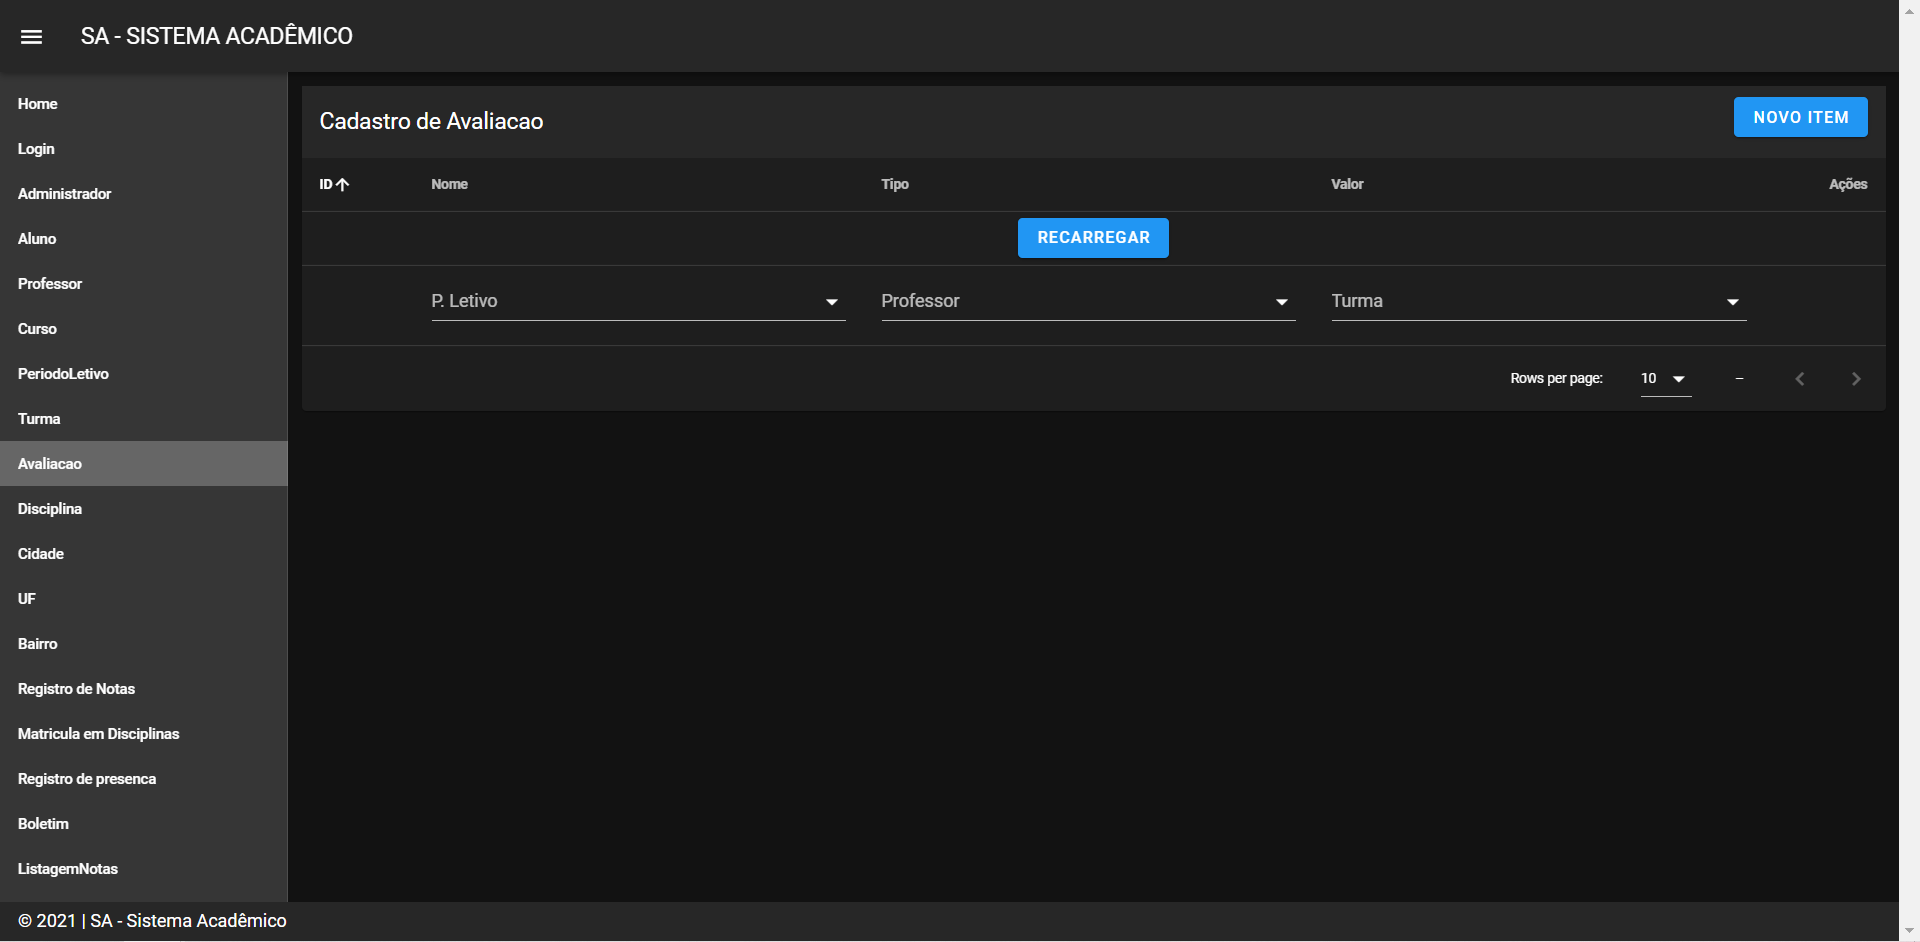 SA - SISTEMA ACADÊMICO
Home
Login
Administrador
Aluno
Professor
Curso
PeriodoLetivo
Turma
Avaliacao
Disciplina
Cidade
UF
Bairro
Registro de Notas
Matricula em Disciplinas
Registro de presenca
Boletim
ListagemNotas
Cadastro de Avaliacao
NOVO ITEM
ID Nome Tipo Valor Ações
RECARREGAR
P. Letivo Professor Turma
Rows per page: 10 –
© 2021 | SA - Sistema Acadêmico